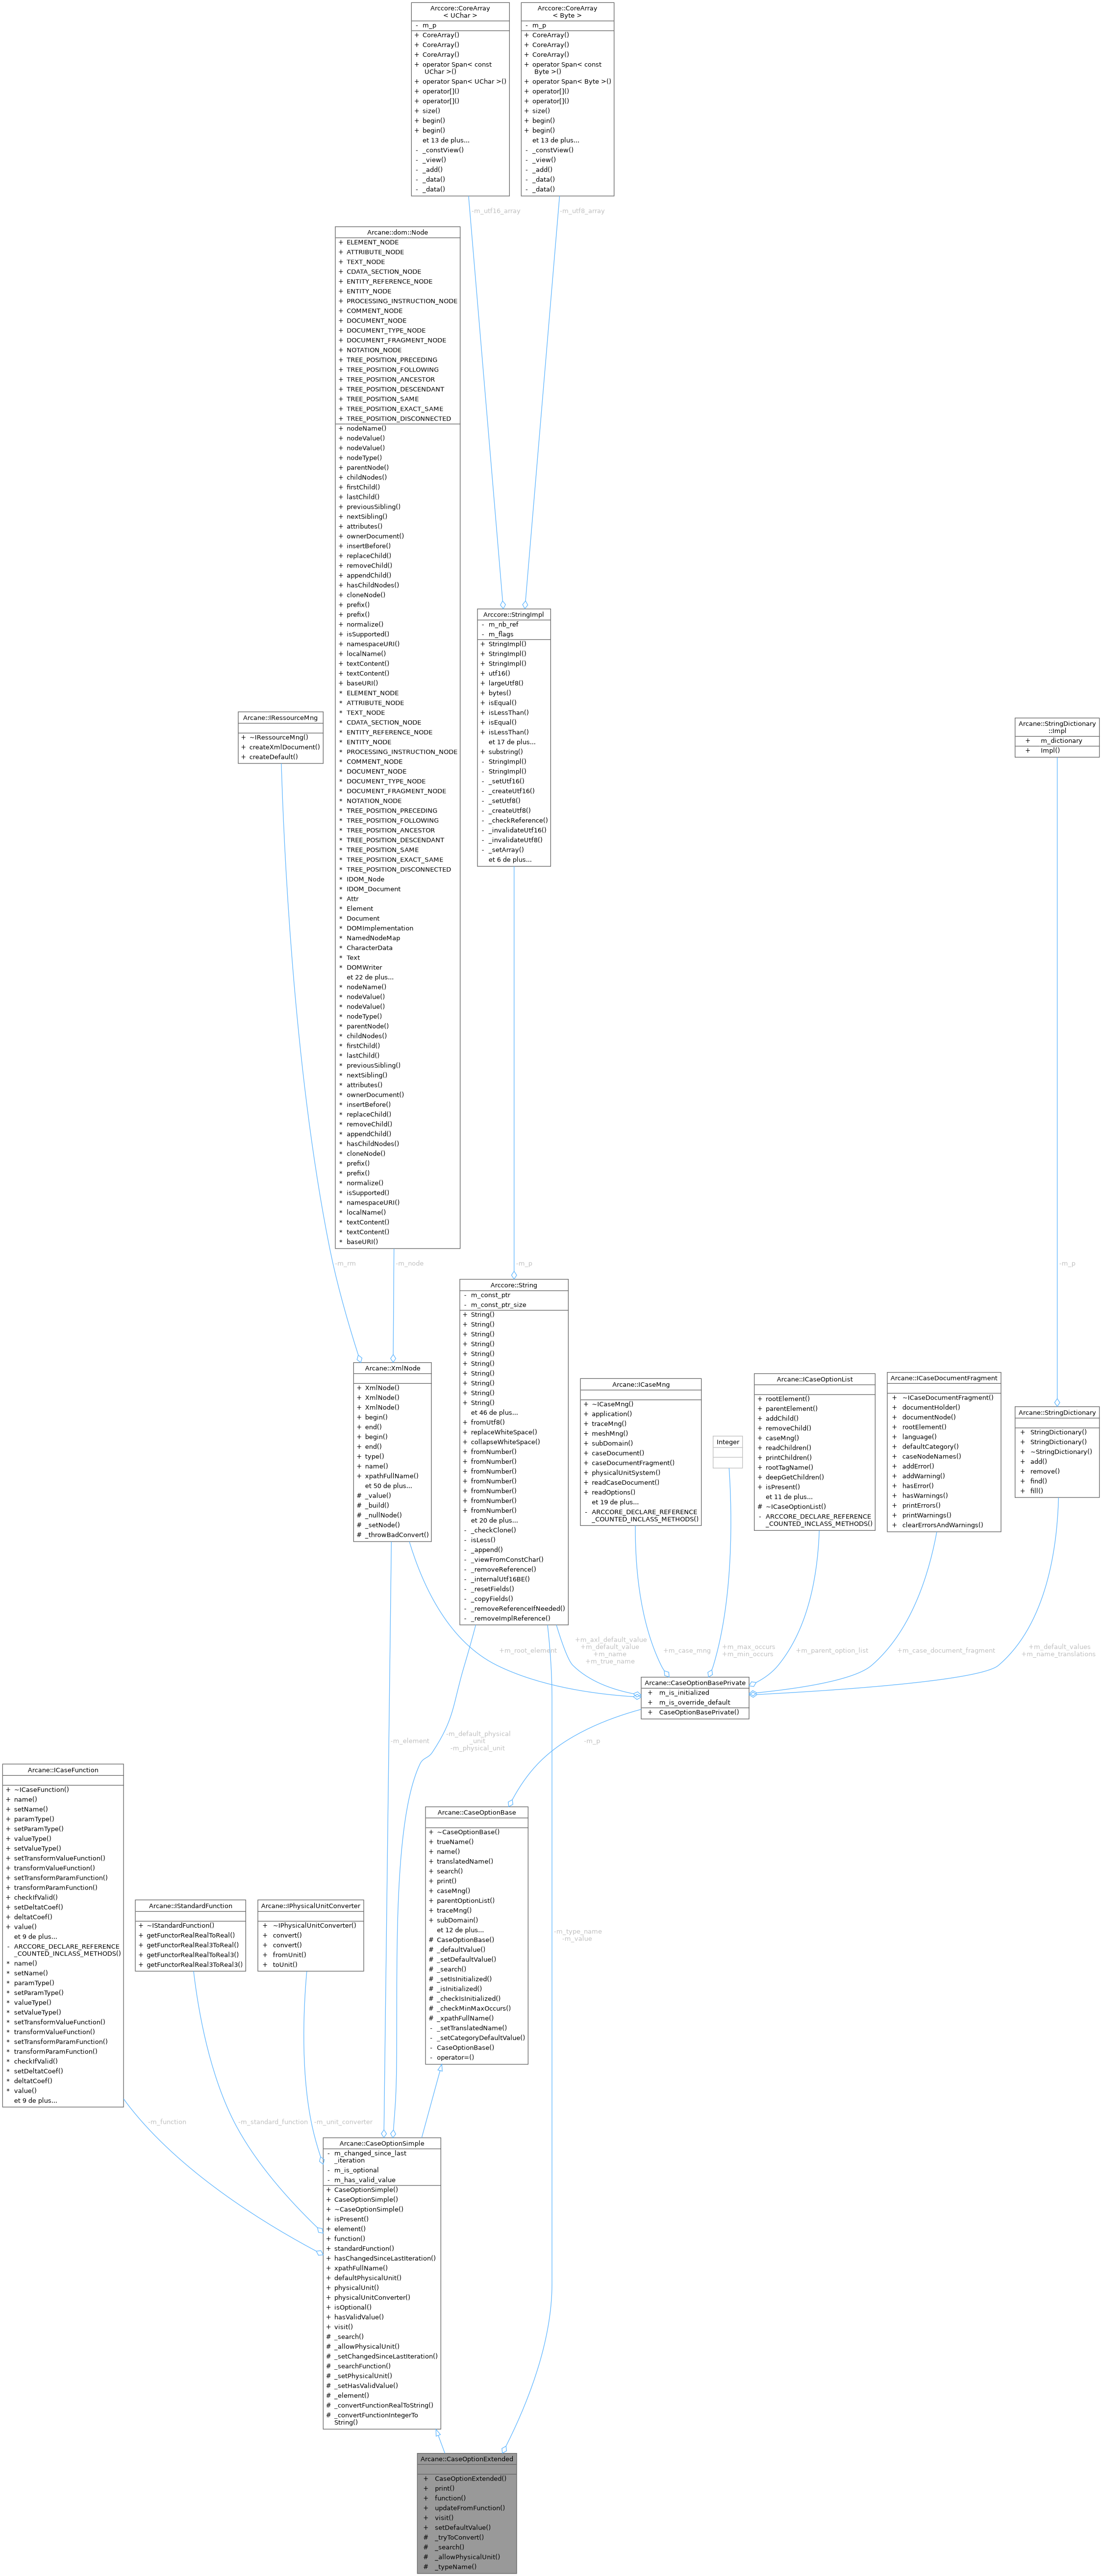 Arccore::CoreArray
< UChar >
- m_p
+ CoreArray()
+ CoreArray()
+ CoreArray()
+ operator Span< const
UChar >()
+ operator Span< UChar >()
+ operator[]()
+ operator[]()
+ size()
+ begin()
+ begin()
et 13 de plus...
- _constView()
- _view()
- _add()
- _data()
- _data()
Arccore::CoreArray
< Byte >
- m_p
+ CoreArray()
+ CoreArray()
+ CoreArray()
+ operator Span< const
Byte >()
+ operator Span< Byte >()
+ operator[]()
+ operator[]()
+ size()
+ begin()
+ begin()
et 13 de plus...
- _constView()
- _view()
- _add()
- _data()
- _data()
-m_utf16_array
-m_utf8_array
Arcane::dom::Node
+ ELEMENT_NODE
+ ATTRIBUTE_NODE
+ TEXT_NODE
+ CDATA_SECTION_NODE
+ ENTITY_REFERENCE_NODE
+ ENTITY_NODE
+ PROCESSING_INSTRUCTION_NODE
+ COMMENT_NODE
+ DOCUMENT_NODE
+ DOCUMENT_TYPE_NODE
+ DOCUMENT_FRAGMENT_NODE
+ NOTATION_NODE
+ TREE_POSITION_PRECEDING
+ TREE_POSITION_FOLLOWING
+ TREE_POSITION_ANCESTOR
+ TREE_POSITION_DESCENDANT
+ TREE_POSITION_SAME
+ TREE_POSITION_EXACT_SAME
+ TREE_POSITION_DISCONNECTED
+ nodeName()
+ nodeValue()
+ nodeValue()
+ nodeType()
+ parentNode()
+ childNodes()
+ firstChild()
+ lastChild()
+ previousSibling()
+ nextSibling()
+ attributes()
+ ownerDocument()
+ insertBefore()
+ replaceChild()
+ removeChild()
+ appendChild()
+ hasChildNodes()
+ cloneNode()
+ prefix()
+ prefix()
+ normalize()
+ isSupported()
+ namespaceURI()
+ localName()
+ textContent()
+ textContent()
+ baseURI()
* ELEMENT_NODE
* ATTRIBUTE_NODE
* TEXT_NODE
* CDATA_SECTION_NODE
* ENTITY_REFERENCE_NODE
* ENTITY_NODE
* PROCESSING_INSTRUCTION_NODE
* COMMENT_NODE
* DOCUMENT_NODE
* DOCUMENT_TYPE_NODE
* DOCUMENT_FRAGMENT_NODE
* NOTATION_NODE
* TREE_POSITION_PRECEDING
* TREE_POSITION_FOLLOWING
* TREE_POSITION_ANCESTOR
* TREE_POSITION_DESCENDANT
* TREE_POSITION_SAME
* TREE_POSITION_EXACT_SAME
* TREE_POSITION_DISCONNECTED
* IDOM_Node
* IDOM_Document
* Attr
* Element
* Document
* DOMImplementation
* NamedNodeMap
* CharacterData
* Text
* DOMWriter
et 22 de plus...
* nodeName()
* nodeValue()
* nodeValue()
* nodeType()
* parentNode()
* childNodes()
* firstChild()
* lastChild()
* previousSibling()
* nextSibling()
* attributes()
* ownerDocument()
* insertBefore()
* replaceChild()
* removeChild()
* appendChild()
* hasChildNodes()
* cloneNode()
* prefix()
* prefix()
* normalize()
* isSupported()
* namespaceURI()
* localName()
* textContent()
* textContent()
* baseURI()
Arccore::StringImpl
- m_nb_ref
- m_flags
+ StringImpl()
+ StringImpl()
+ StringImpl()
+ utf16()
+ largeUtf8()
+ bytes()
+ isEqual()
+ isLessThan()
+ isEqual()
+ isLessThan()
et 17 de plus...
+ substring()
- StringImpl()
- StringImpl()
- _setUtf16()
- _createUtf16()
- _setUtf8()
- _createUtf8()
- _checkReference()
- _invalidateUtf16()
- _invalidateUtf8()
- _setArray()
et 6 de plus...
Arcane::IRessourceMng
+ ~IRessourceMng()
+ createXmlDocument()
+ createDefault()
Arcane::StringDictionary
::Impl
+ m_dictionary
+ Impl()
-m_rm
-m_node
-m_p
-m_p
Arcane::XmlNode
+ XmlNode()
+ XmlNode()
+ XmlNode()
+ begin()
+ end()
+ begin()
+ end()
+ type()
+ name()
+ xpathFullName()
et 50 de plus...
# _value()
# _build()
# _nullNode()
# _setNode()
# _throwBadConvert()
Arccore::String
- m_const_ptr
- m_const_ptr_size
+ String()
+ String()
+ String()
+ String()
+ String()
+ String()
+ String()
+ String()
+ String()
+ String()
et 46 de plus...
+ fromUtf8()
+ replaceWhiteSpace()
+ collapseWhiteSpace()
+ fromNumber()
+ fromNumber()
+ fromNumber()
+ fromNumber()
+ fromNumber()
+ fromNumber()
+ fromNumber()
et 20 de plus...
- _checkClone()
- isLess()
- _append()
- _viewFromConstChar()
- _removeReference()
- _internalUtf16BE()
- _resetFields()
- _copyFields()
- _removeReferenceIfNeeded()
- _removeImplReference()
Arcane::ICaseMng
+ ~ICaseMng()
+ application()
+ traceMng()
+ meshMng()
+ subDomain()
+ caseDocument()
+ caseDocumentFragment()
+ physicalUnitSystem()
+ readCaseDocument()
+ readOptions()
et 19 de plus...
- ARCCORE_DECLARE_REFERENCE
_COUNTED_INCLASS_METHODS()
Integer
Arcane::ICaseOptionList
+ rootElement()
+ parentElement()
+ addChild()
+ removeChild()
+ caseMng()
+ readChildren()
+ printChildren()
+ rootTagName()
+ deepGetChildren()
+ isPresent()
et 11 de plus...
# ~ICaseOptionList()
- ARCCORE_DECLARE_REFERENCE
_COUNTED_INCLASS_METHODS()
Arcane::ICaseDocumentFragment
+ ~ICaseDocumentFragment()
+ documentHolder()
+ documentNode()
+ rootElement()
+ language()
+ defaultCategory()
+ caseNodeNames()
+ addError()
+ addWarning()
+ hasError()
+ hasWarnings()
+ printErrors()
+ printWarnings()
+ clearErrorsAndWarnings()
Arcane::StringDictionary
+ StringDictionary()
+ StringDictionary()
+ ~StringDictionary()
+ add()
+ remove()
+ find()
+ fill()
+m_root_element
+m_asl_default_value
+m_default_value
+m_name
+m_true_name
+m_case_mng
+m_max_occurs
+m_min_occurs
+m_parent_option_list
+m_case_document_fragment
+m_default_values
+m_name_translations
Arcane::CaseOptionBasePrivate
+ m_is_initialized
+ m_is_override_default
+ CaseOptionBasePrivate()
-m_element
-m_default_physical
_unit
-m_physical_unit
-m_p
Arcane::ICaseFunction
+ ~ICaseFunction()
+ name()
+ setName()
+ paramType()
+ setParamType()
+ valueType()
+ setValueType()
+ setTransformValueFunction()
+ transformValueFunction()
+ setTransformParamFunction()
+ transformParamFunction()
+ checkIfValid()
+ setDeltatCoef()
+ deltatCoef()
+ value()
et 9 de plus...
- ARCCORE_DECLARE_REFERENCE
_COUNTED_INCLASS_METHODS()
* name()
* setName()
* paramType()
* setParamType()
* valueType()
* setValueType()
* setTransformValueFunction()
* transformValueFunction()
* setTransformParamFunction()
* transformParamFunction()
* checkIfValid()
* setDeltatCoef()
* deltatCoef()
* value()
et 9 de plus...
Arcane::IStandardFunction
+ ~IStandardFunction()
+ getFunctorRealRealToReal()
+ getFunctorRealReal3ToReal()
+ getFunctorRealRealToReal3()
+ getFunctorRealReal3ToReal3()
Arcane::IPhysicalUnitConverter
+ ~IPhysicalUnitConverter()
+ convert()
+ convert()
+ fromUnit()
+ toUnit()
Arcane::CaseOptionBase
+ ~CaseOptionBase()
+ trueName()
+ name()
+ translatedName()
+ search()
+ print()
+ caseMng()
+ parentOptionList()
+ traceMng()
+ subDomain()
et 12 de plus...
# CaseOptionBase()
# _defaultValue()
# _setDefaultValue()
# _search()
# _setIsInitialized()
# _isInitialized()
# _checkIsInitialized()
# _checkMinMaxOccurs()
# _xpathFullName()
- _setTranslatedName()
- _setCategoryDefaultValue()
- CaseOptionBase()
- operator=()
-m_type_name
-m_value
-m_function
-m_standard_function
-m_unit_converter
Arcane::CaseOptionSimple
- m_changed_since_last
_iteration
- m_is_optional
- m_has_valid_value
+ CaseOptionSimple()
+ CaseOptionSimple()
+ ~CaseOptionSimple()
+ isPresent()
+ element()
+ function()
+ standardFunction()
+ hasChangedSinceLastIteration()
+ xpathFullName()
+ defaultPhysicalUnit()
+ physicalUnit()
+ physicalUnitConverter()
+ isOptional()
+ hasValidValue()
+ visit()
# _search()
# _allowPhysicalUnit()
# _setChangedSinceLastIteration()
# _searchFunction()
# _setPhysicalUnit()
# _setHasValidValue()
# _element()
# _convertFunctionRealToString()
# _convertFunctionIntegerTo
String()
Arcane::CaseOptionExtended
+ CaseOptionExtended()
+ print()
+ function()
+ updateFromFunction()
+ visit()
+ setDefaultValue()
# _tryToConvert()
# _search()
# _allowPhysicalUnit()
# _typeName()